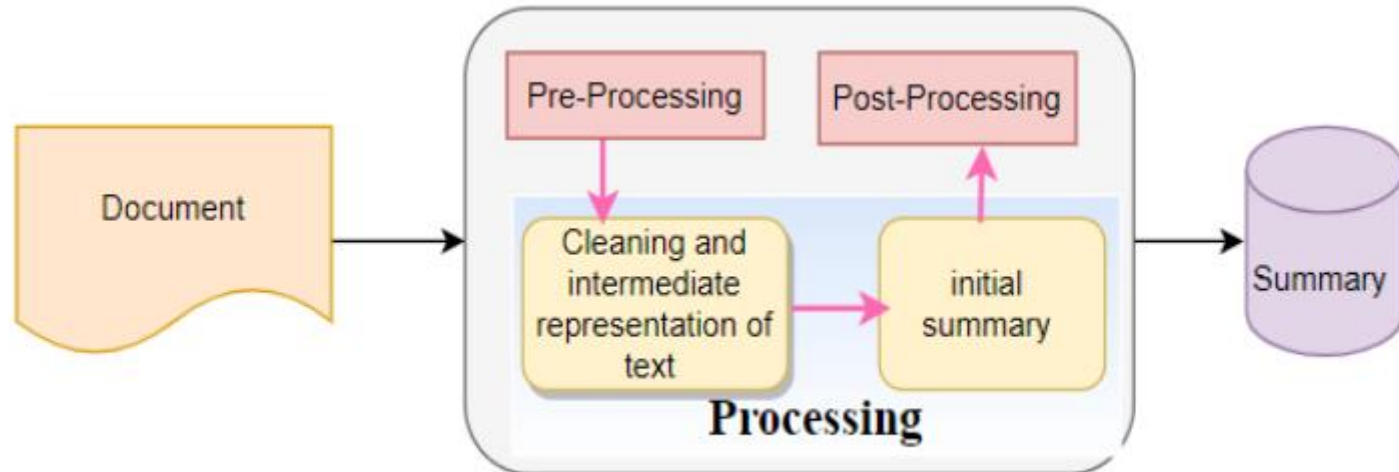 Document
Pre-Processing
Post-Processing
Cleaning and
intermediate
representation of
text
initial
summary
Processing
Summary